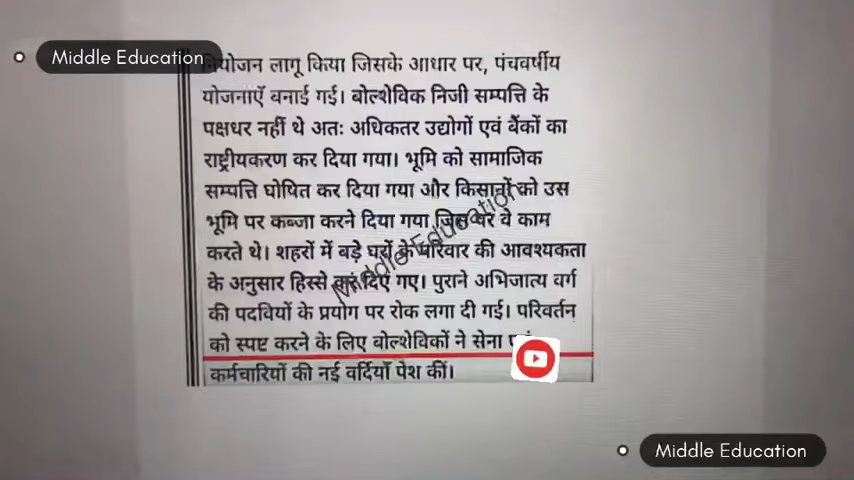 Middle Education
नियोजन लागू किया जिसके आधार पर, पंचवर्षीय
योजनाएँ बनाई गई। बोल्शेविक निजी सम्पत्ति के
पक्षधर नहीं थे अतः अधिकतर उद्योगों एवं बैंकों का
राष्ट्रीयकरण कर दिया गया। भूमि को सामाजिक
सम्पत्ति घोषित कर दिया गया और किसानों को उस
भूमि पर कब्जा करने दिया गया जिस पर वे काम
करते थे। शहरों में बड़े घरों के परिवार की आवश्यकता
के अनुसार हिस्से कर दिए गए। पुराने अभिजात्य वर्ग
की पदवियों के प्रयोग पर रोक लगा दी गई। परिवर्तन
को स्पष्ट करने के लिए बोल्शेविकों ने सेना
कर्मचारियों की नई वर्दियाँ पेश कीं।
Middle Education
Middle Education